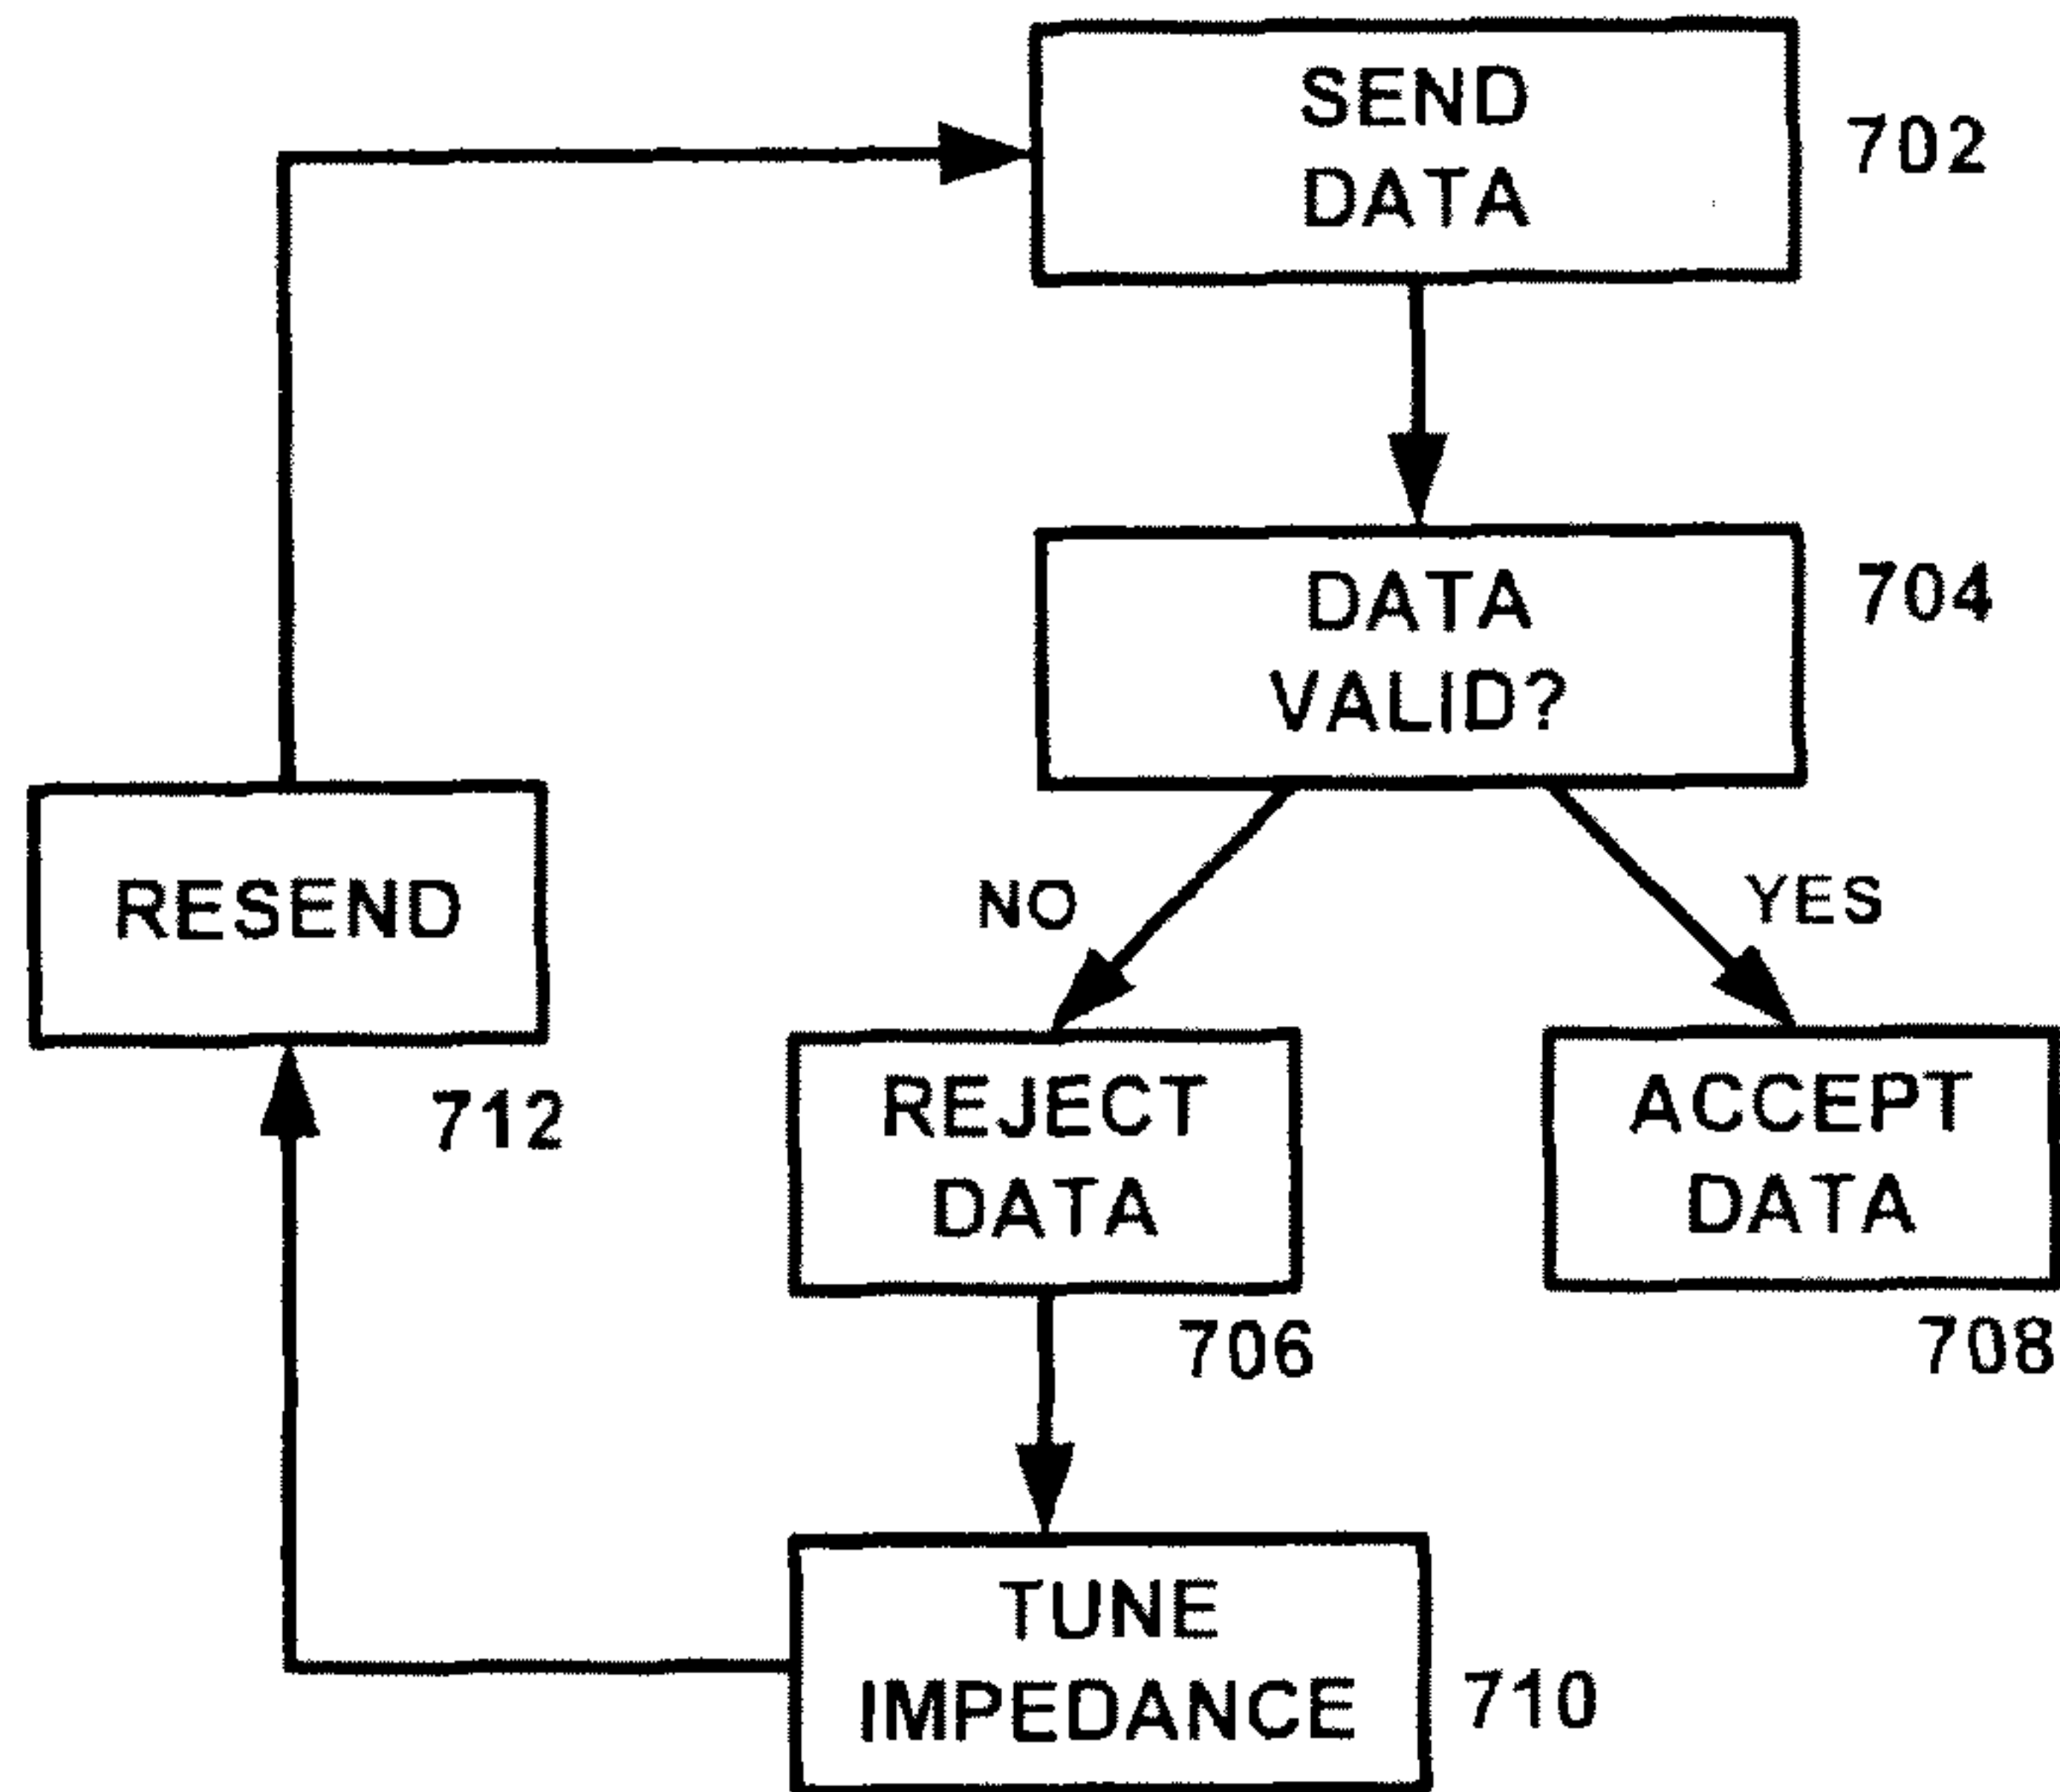 SEND
DATA
702
DATA
VALID?
704
NO
YES
RESEND
712
REJECT
DATA
706
ACCEPT
DATA
708
TUNE
IMPEDANCE
710